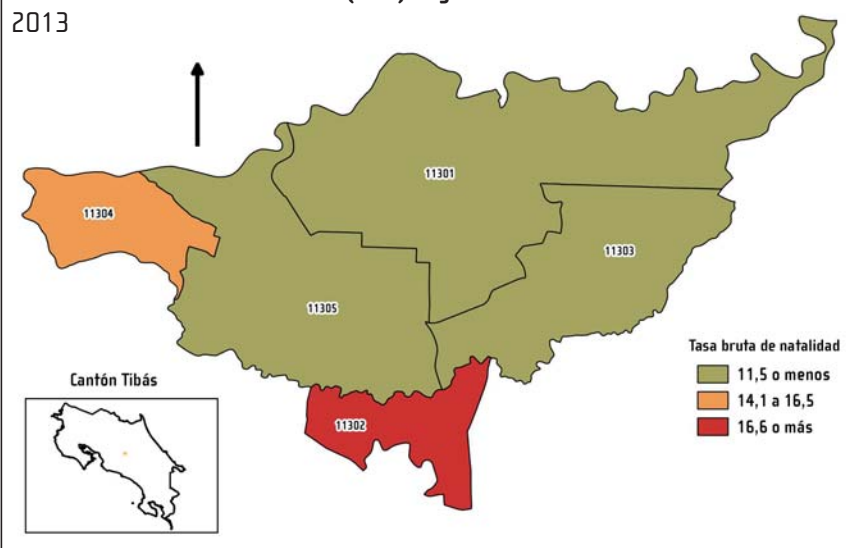 2013
11301
11304
11303
11305
Tasa bruta de natalidad
11,5 o menos
14,1 a 16,5
16,6 o más
Cantón Tibás
11302